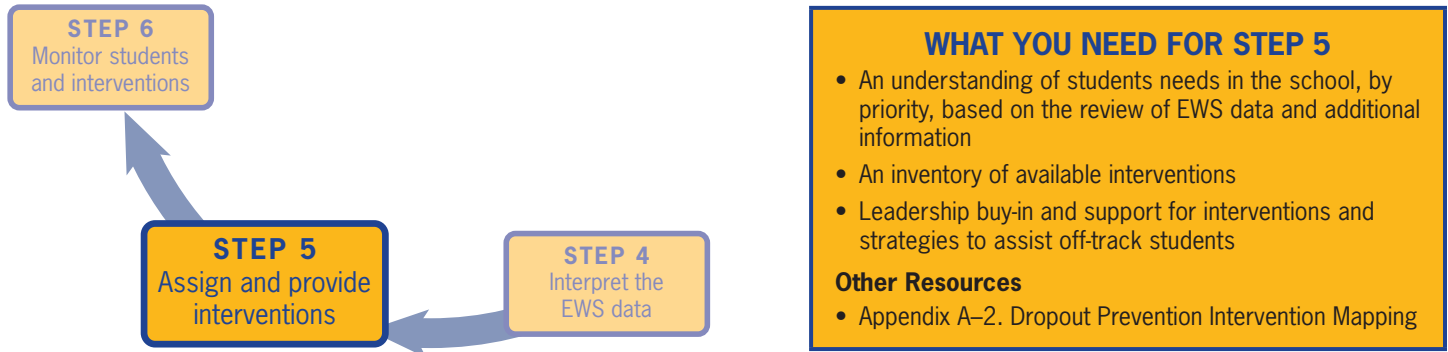 STEP 6
Monitor students
and interventions
STEP 5
Assign and provide
interventions
STEP 4
Interpret the
EWS data
WHAT YOU NEED FOR STEP 5
• An understanding of students needs in the school, by
priority, based on the review of EWS data and additional
information
• An inventory of available interventions
• Leadership buy-in and support for interventions and
strategies to assist off-track students
Other Resources
• Appendix A–2. Dropout Prevention Intervention Mapping